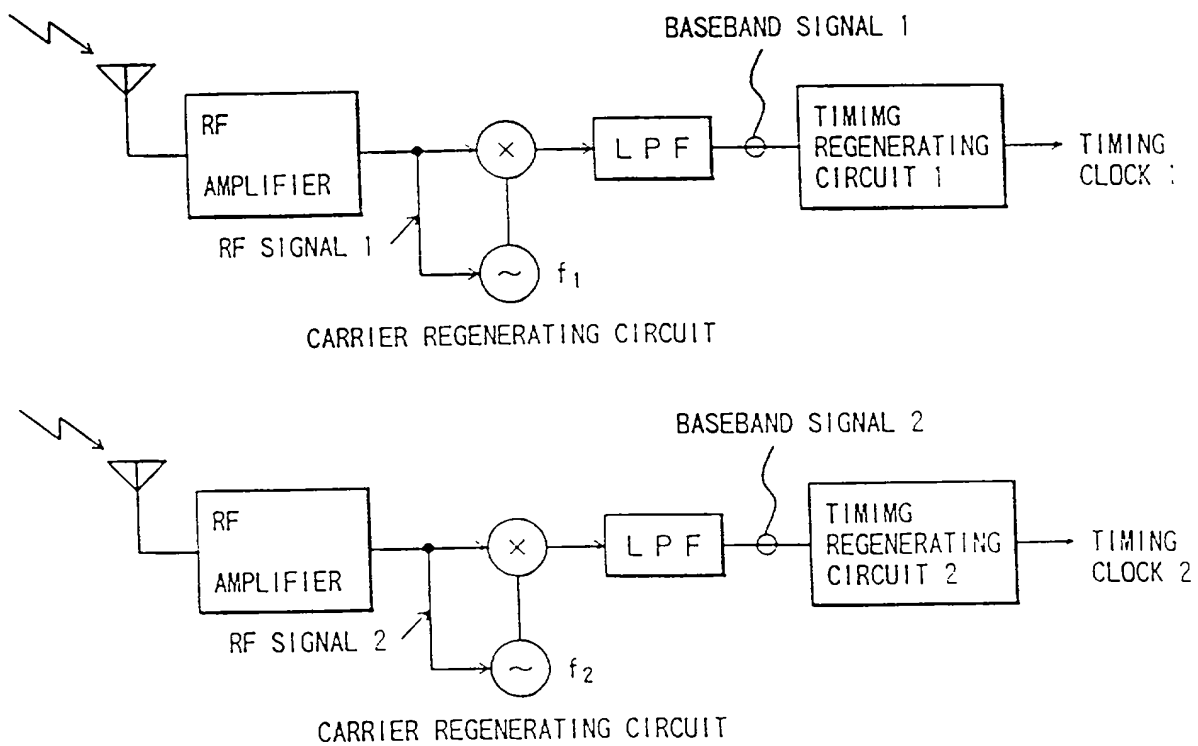 BASEBAND SIGNAL 1
RF
AMPLIFIER
×
LPF
TIMIMG
REGENERATING
CIRCUIT 1
TIMING
CLOCK
RF SIGNAL 1
~
f₁
CARRIER REGENERATING CIRCUIT
BASEBAND SIGNAL 2
RF
AMPLIFIER
×
LPF
TIMIMG
REGENERATING
CIRCUIT 2
TIMING
CLOCK 2
RF SIGNAL 2
~
f₂
CARRIER REGENERATING CIRCUIT